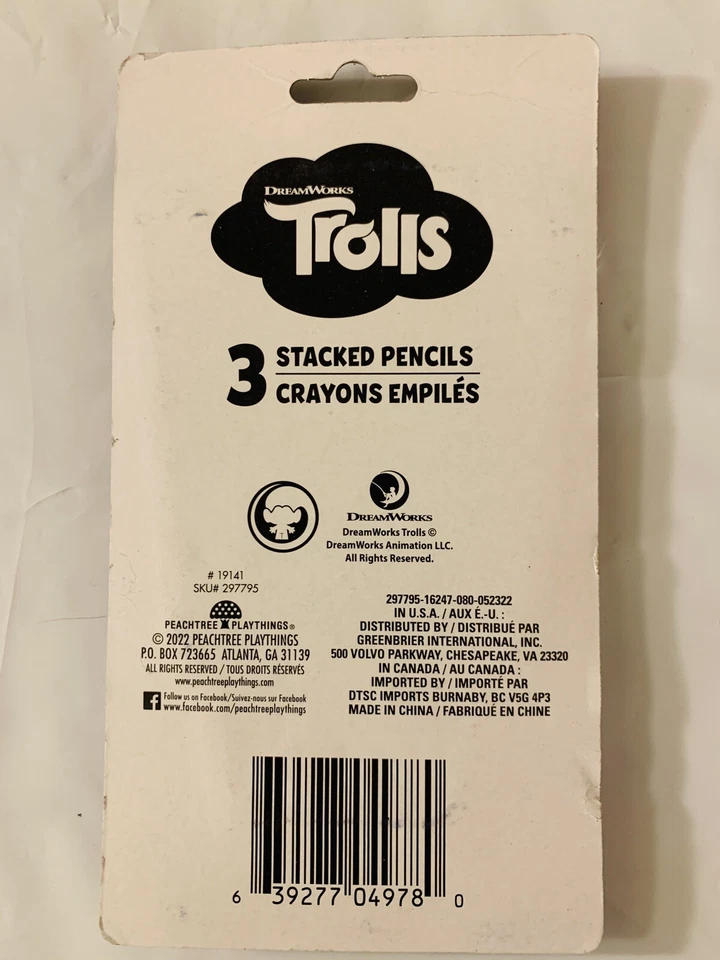 DREAMWORKS
Trolls
3 STACKED PENCILS
CRAYONS EMPILÉS
DREAMWORKS
DreamWorks Trolls ©
DreamWorks Animation LLC.
All Rights Reserved.
# 19141
SKU# 297795
PEACHTREE PLAYTHINGS®
© 2022 PEACHTREE PLAYTHINGS
P.O. BOX 723665 ATLANTA, GA 31139
ALL RIGHTS RESERVED / TOUS DROITS RÉSERVÉS
www.peachtreeplaythings.com
f Follow us on Facebook/Suivez-nous sur Facebook
www.facebook.com/peachtreeplaythings
297795-16247-080-052322
IN U.S.A. / AUX É.-U. :
DISTRIBUTED BY / DISTRIBUÉ PAR
GREENBRIER INTERNATIONAL, INC.
500 VOLVO PARKWAY, CHESAPEAKE, VA 23320
IN CANADA / AU CANADA :
IMPORTED BY / IMPORTÉ PAR
DTSC IMPORTS BURNABY, BC V5G 4P3
MADE IN CHINA / FABRIQUÉ EN CHINE
6 39277 04978 0